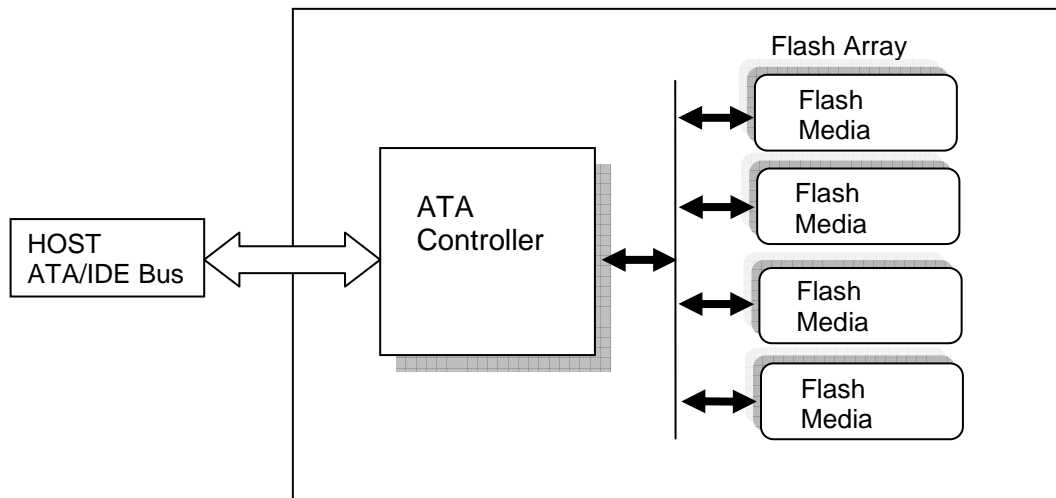 Flash Array
Flash
Media
Flash
Media
Flash
Media
Flash
Media
ATA
Controller
HOST
ATA/IDE Bus